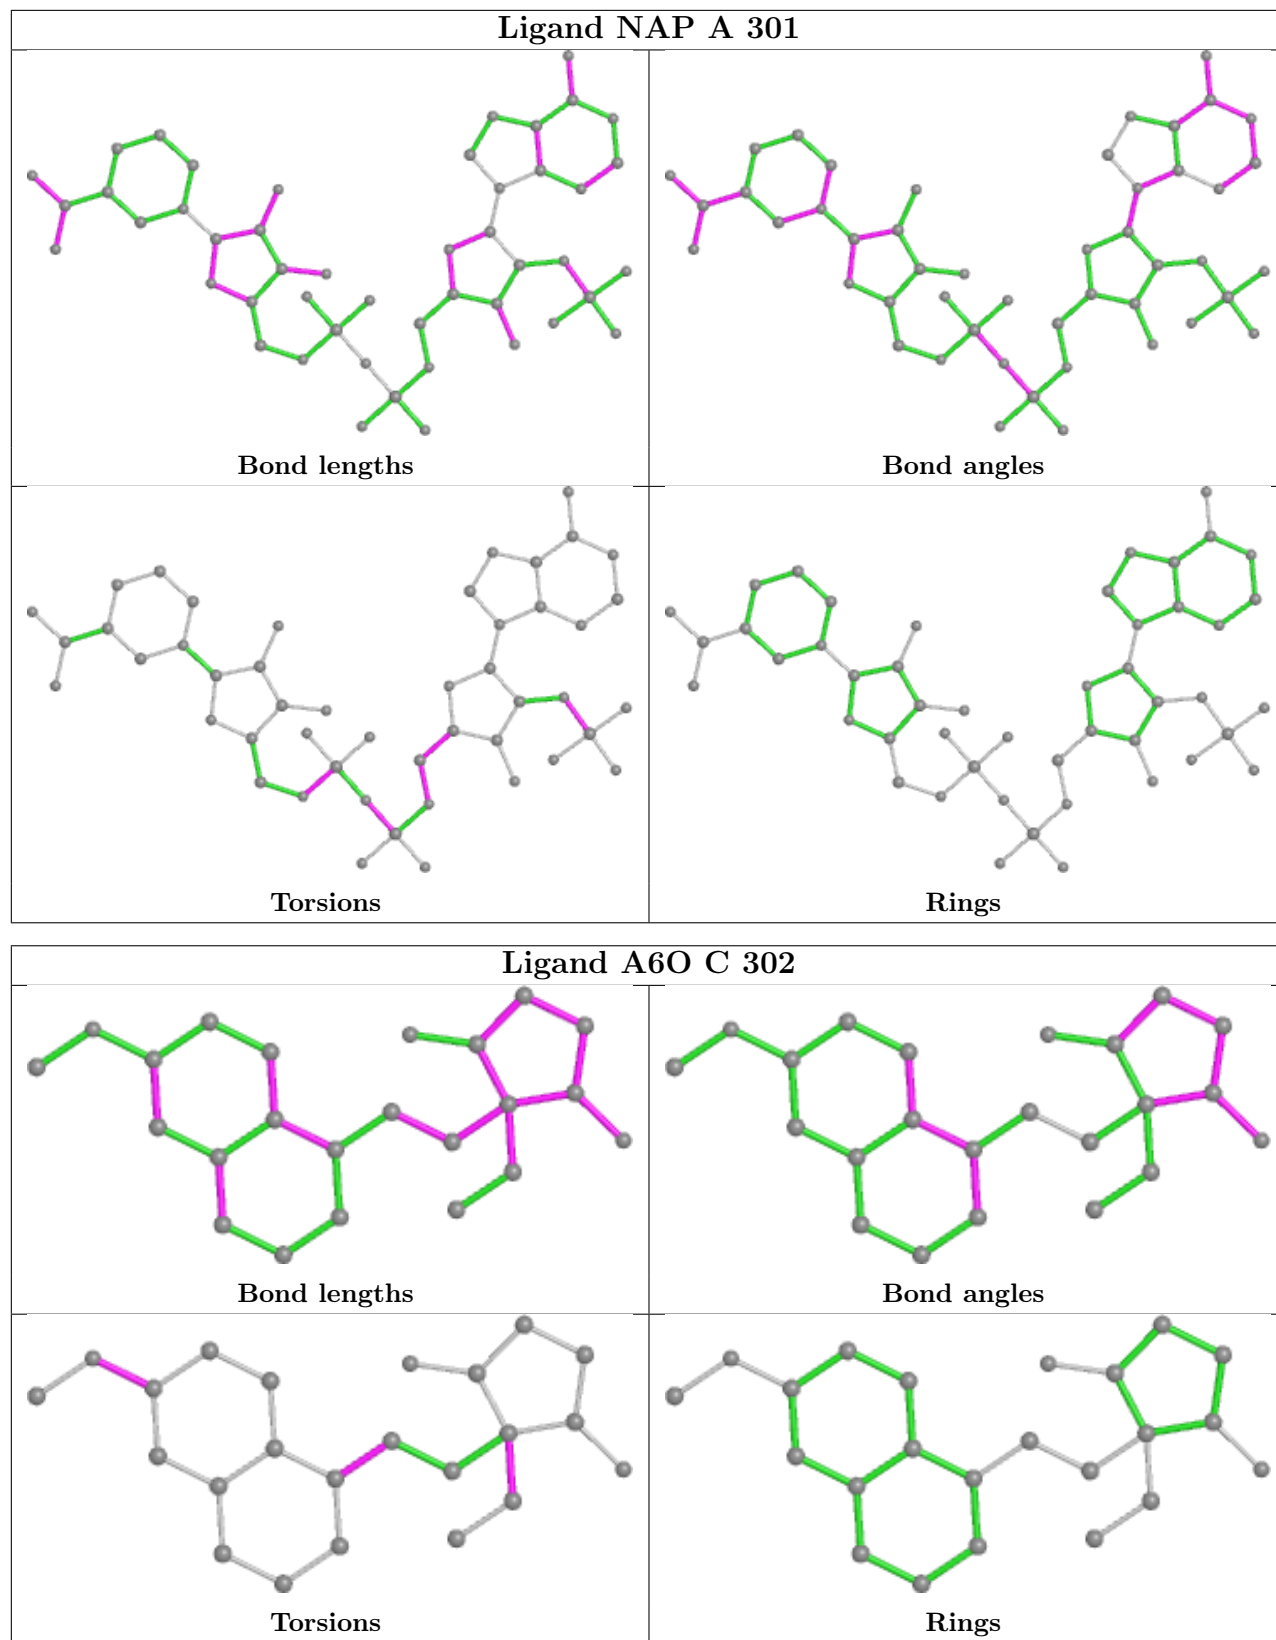 Ligand NAP A 301
Bond lengths
Bond angles
Torsions
Rings
Ligand A6O C 302
Bond lengths
Bond angles
Torsions
Rings